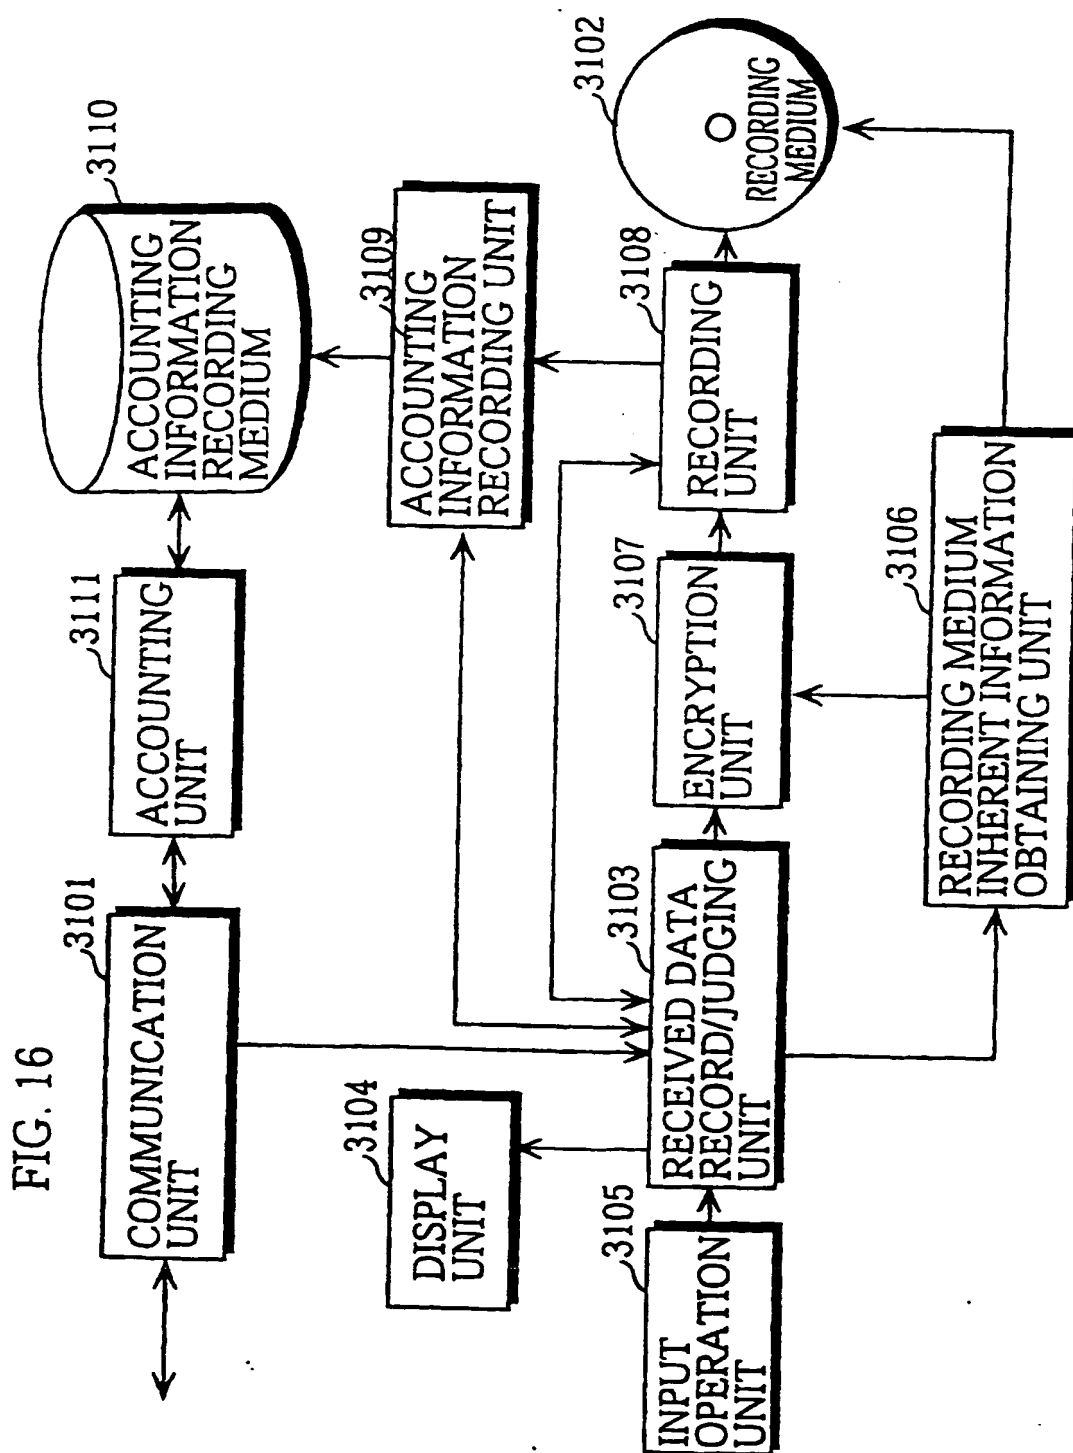 FIG. 16
3101
COMMUNICATION
UNIT
3111
ACCOUNTING
UNIT
3110
ACCOUNTING
INFORMATION
RECORDING
MEDIUM
3104
DISPLAY
UNIT
3109
ACCOUNTING
INFORMATION
RECORDING UNIT
3105
INPUT
OPERATION
UNIT
3103
RECEIVED DATA
RECORD/JUDGING
UNIT
3107
ENCRYPTION
UNIT
3108
RECORDING
UNIT
3102
RECORDING
MEDIUM
3106
RECORDING MEDIUM
INHERENT INFORMATION
OBTAINING UNIT